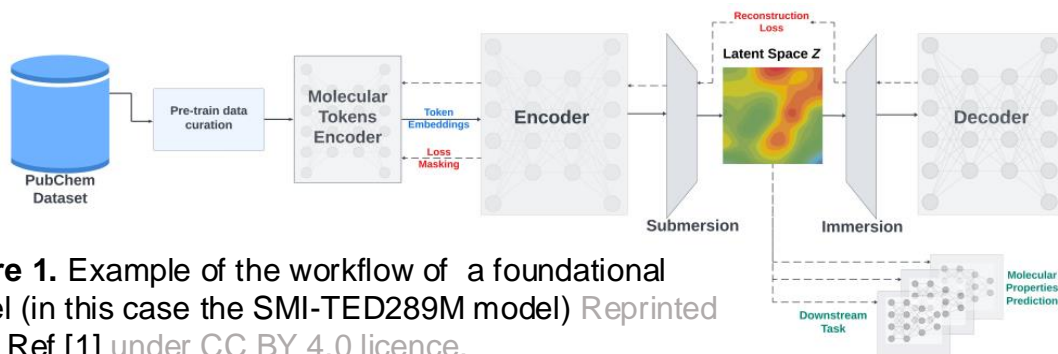 Reconstruction
Loss
Latent Space Z
Pre-train data
curation
Molecular
Tokens
Encoder
Token
Embeddings
Loss
Masking
Encoder
Decoder
PubChem
Dataset
Submersion
Immersion
Molecular
Properties
Prediction
Downstream
Task
re 1. Example of the workflow of a foundational
el (in this case the SMI-TED289M model) Reprinted
Ref [1] under CC BY 4.0 licence.